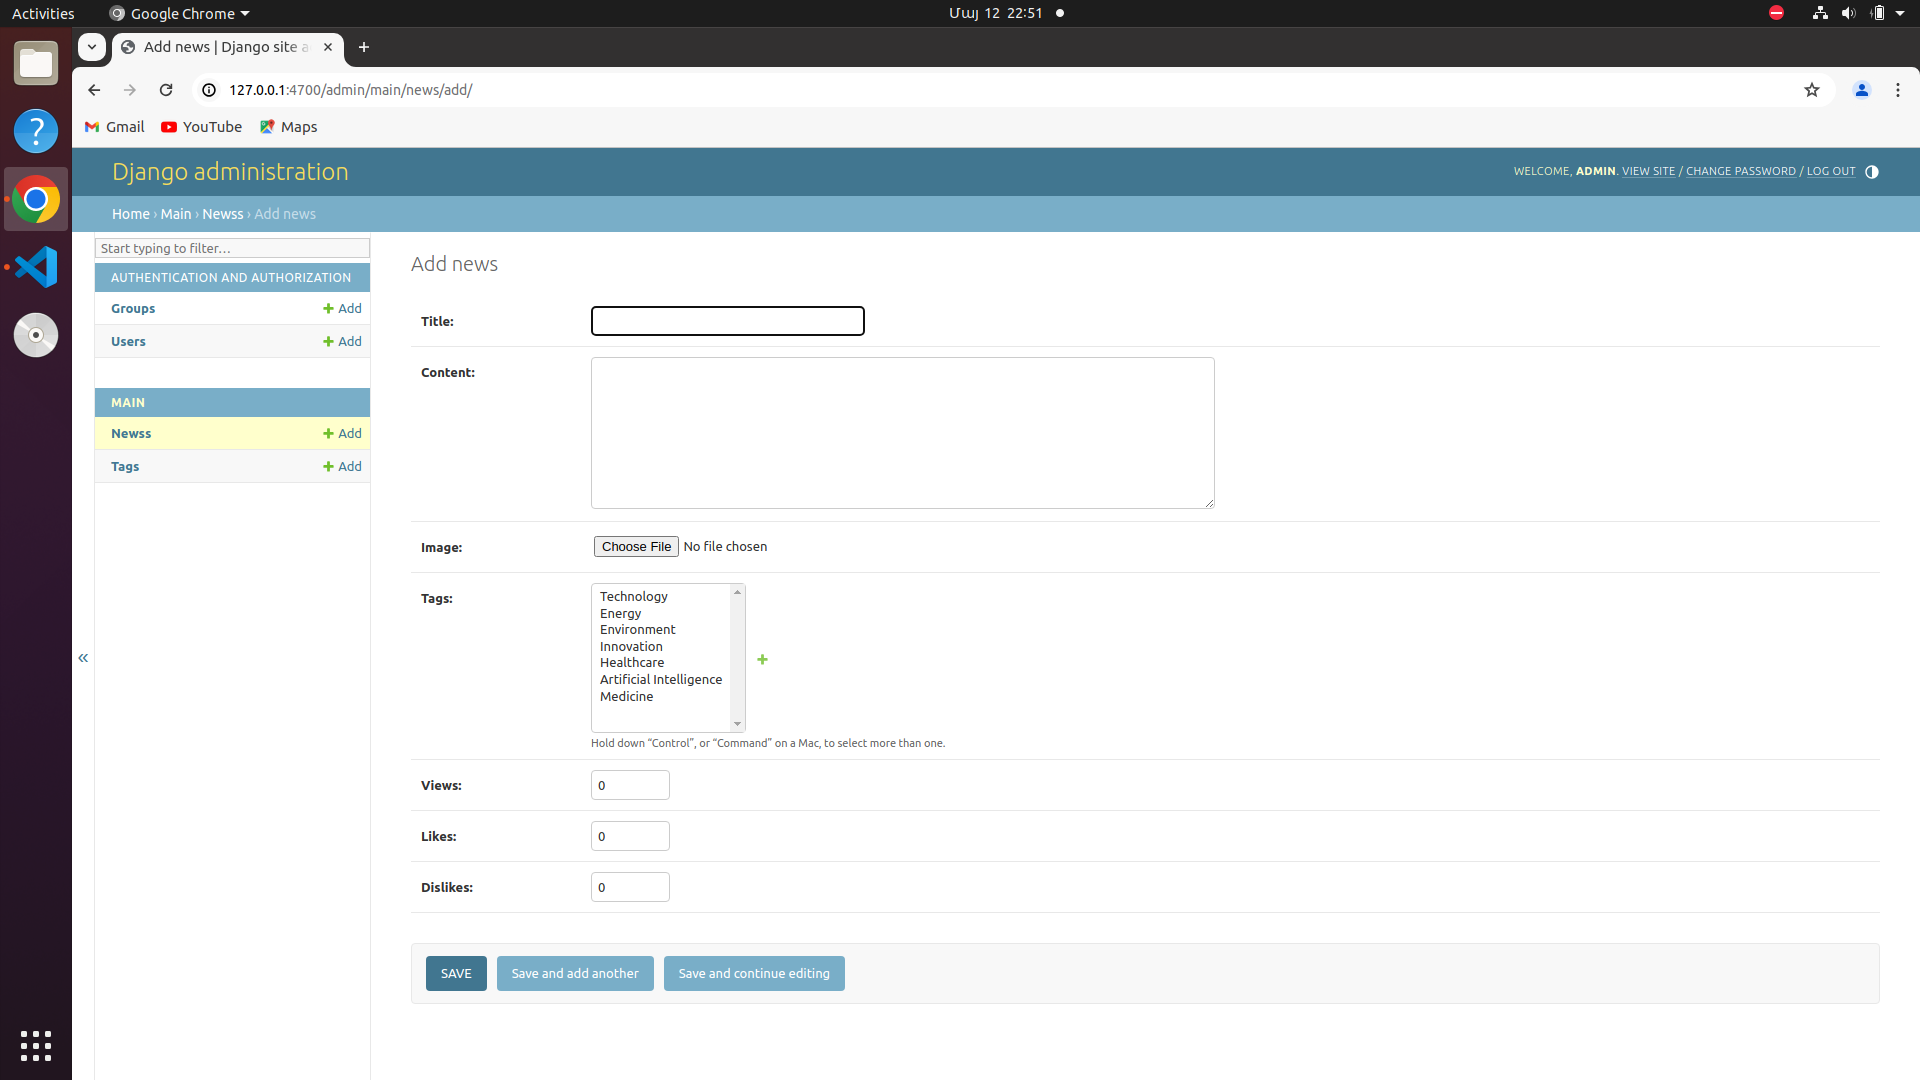 Activities
Google Chrome
Մայ 12 22:51
Add news | Django site a
127.0.0.1:4700/admin/main/news/add/
Gmail
YouTube
Maps
Django administration
WELCOME, ADMIN. VIEW SITE / CHANGE PASSWORD / LOG OUT
Home › Main › Newss › Add news
Start typing to filter...
AUTHENTICATION AND AUTHORIZATION
Groups + Add
Users + Add
MAIN
Newss + Add
Tags + Add
«
Add news
Title:
Content:
Image: Choose File No file chosen
Tags:
Technology
Energy
Environment
Innovation
Healthcare
Artificial Intelligence
Medicine
Hold down “Control”, or “Command” on a Mac, to select more than one.
Views: 0
Likes: 0
Dislikes: 0
SAVE
Save and add another
Save and continue editing